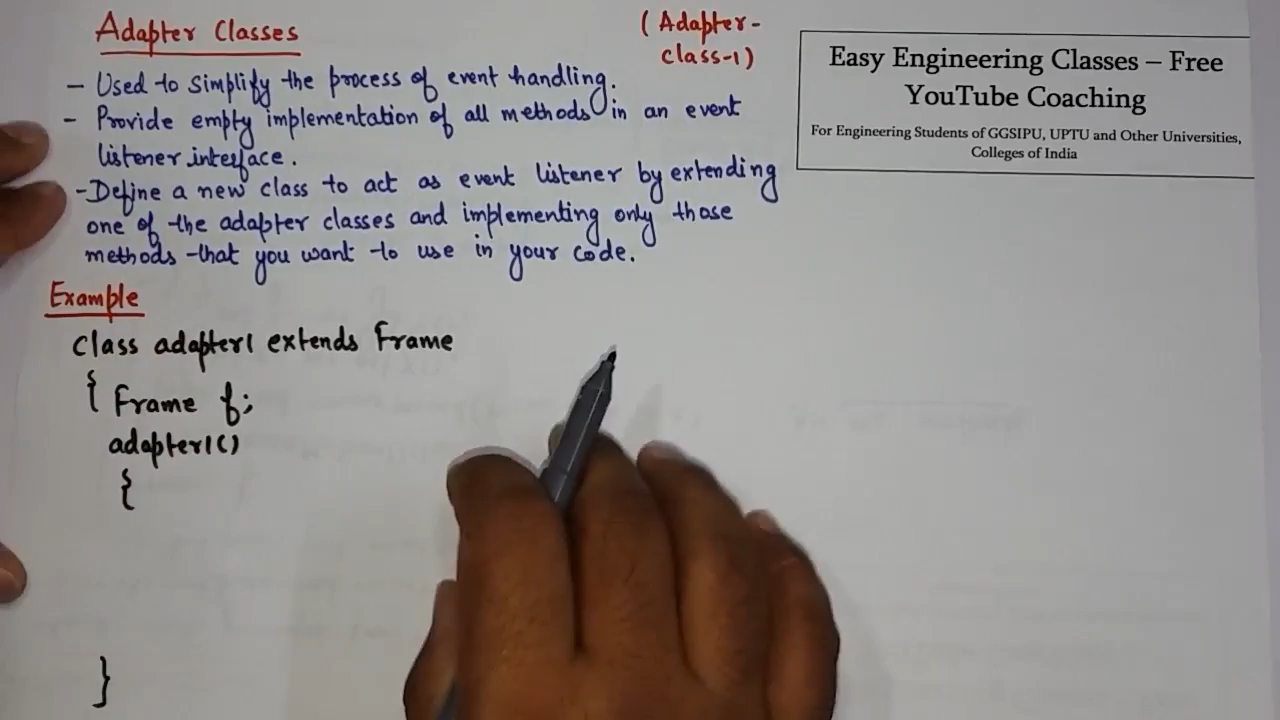 Adapter Classes
(Adapter-
class-1)
- Used to simplify the process of event handling.
- Provide empty implementation of all methods in an event
listener interface.
- Define a new class to act as event listener by extending
one of the adapter classes and implementing only those
methods that you want to use in your code.
Example
Class adapter1 extends Frame
{ Frame f;
adapter1()
{
}
Easy Engineering Classes – Free
YouTube Coaching
For Engineering Students of GGSIPU, UPTU and Other Universities,
Colleges of India